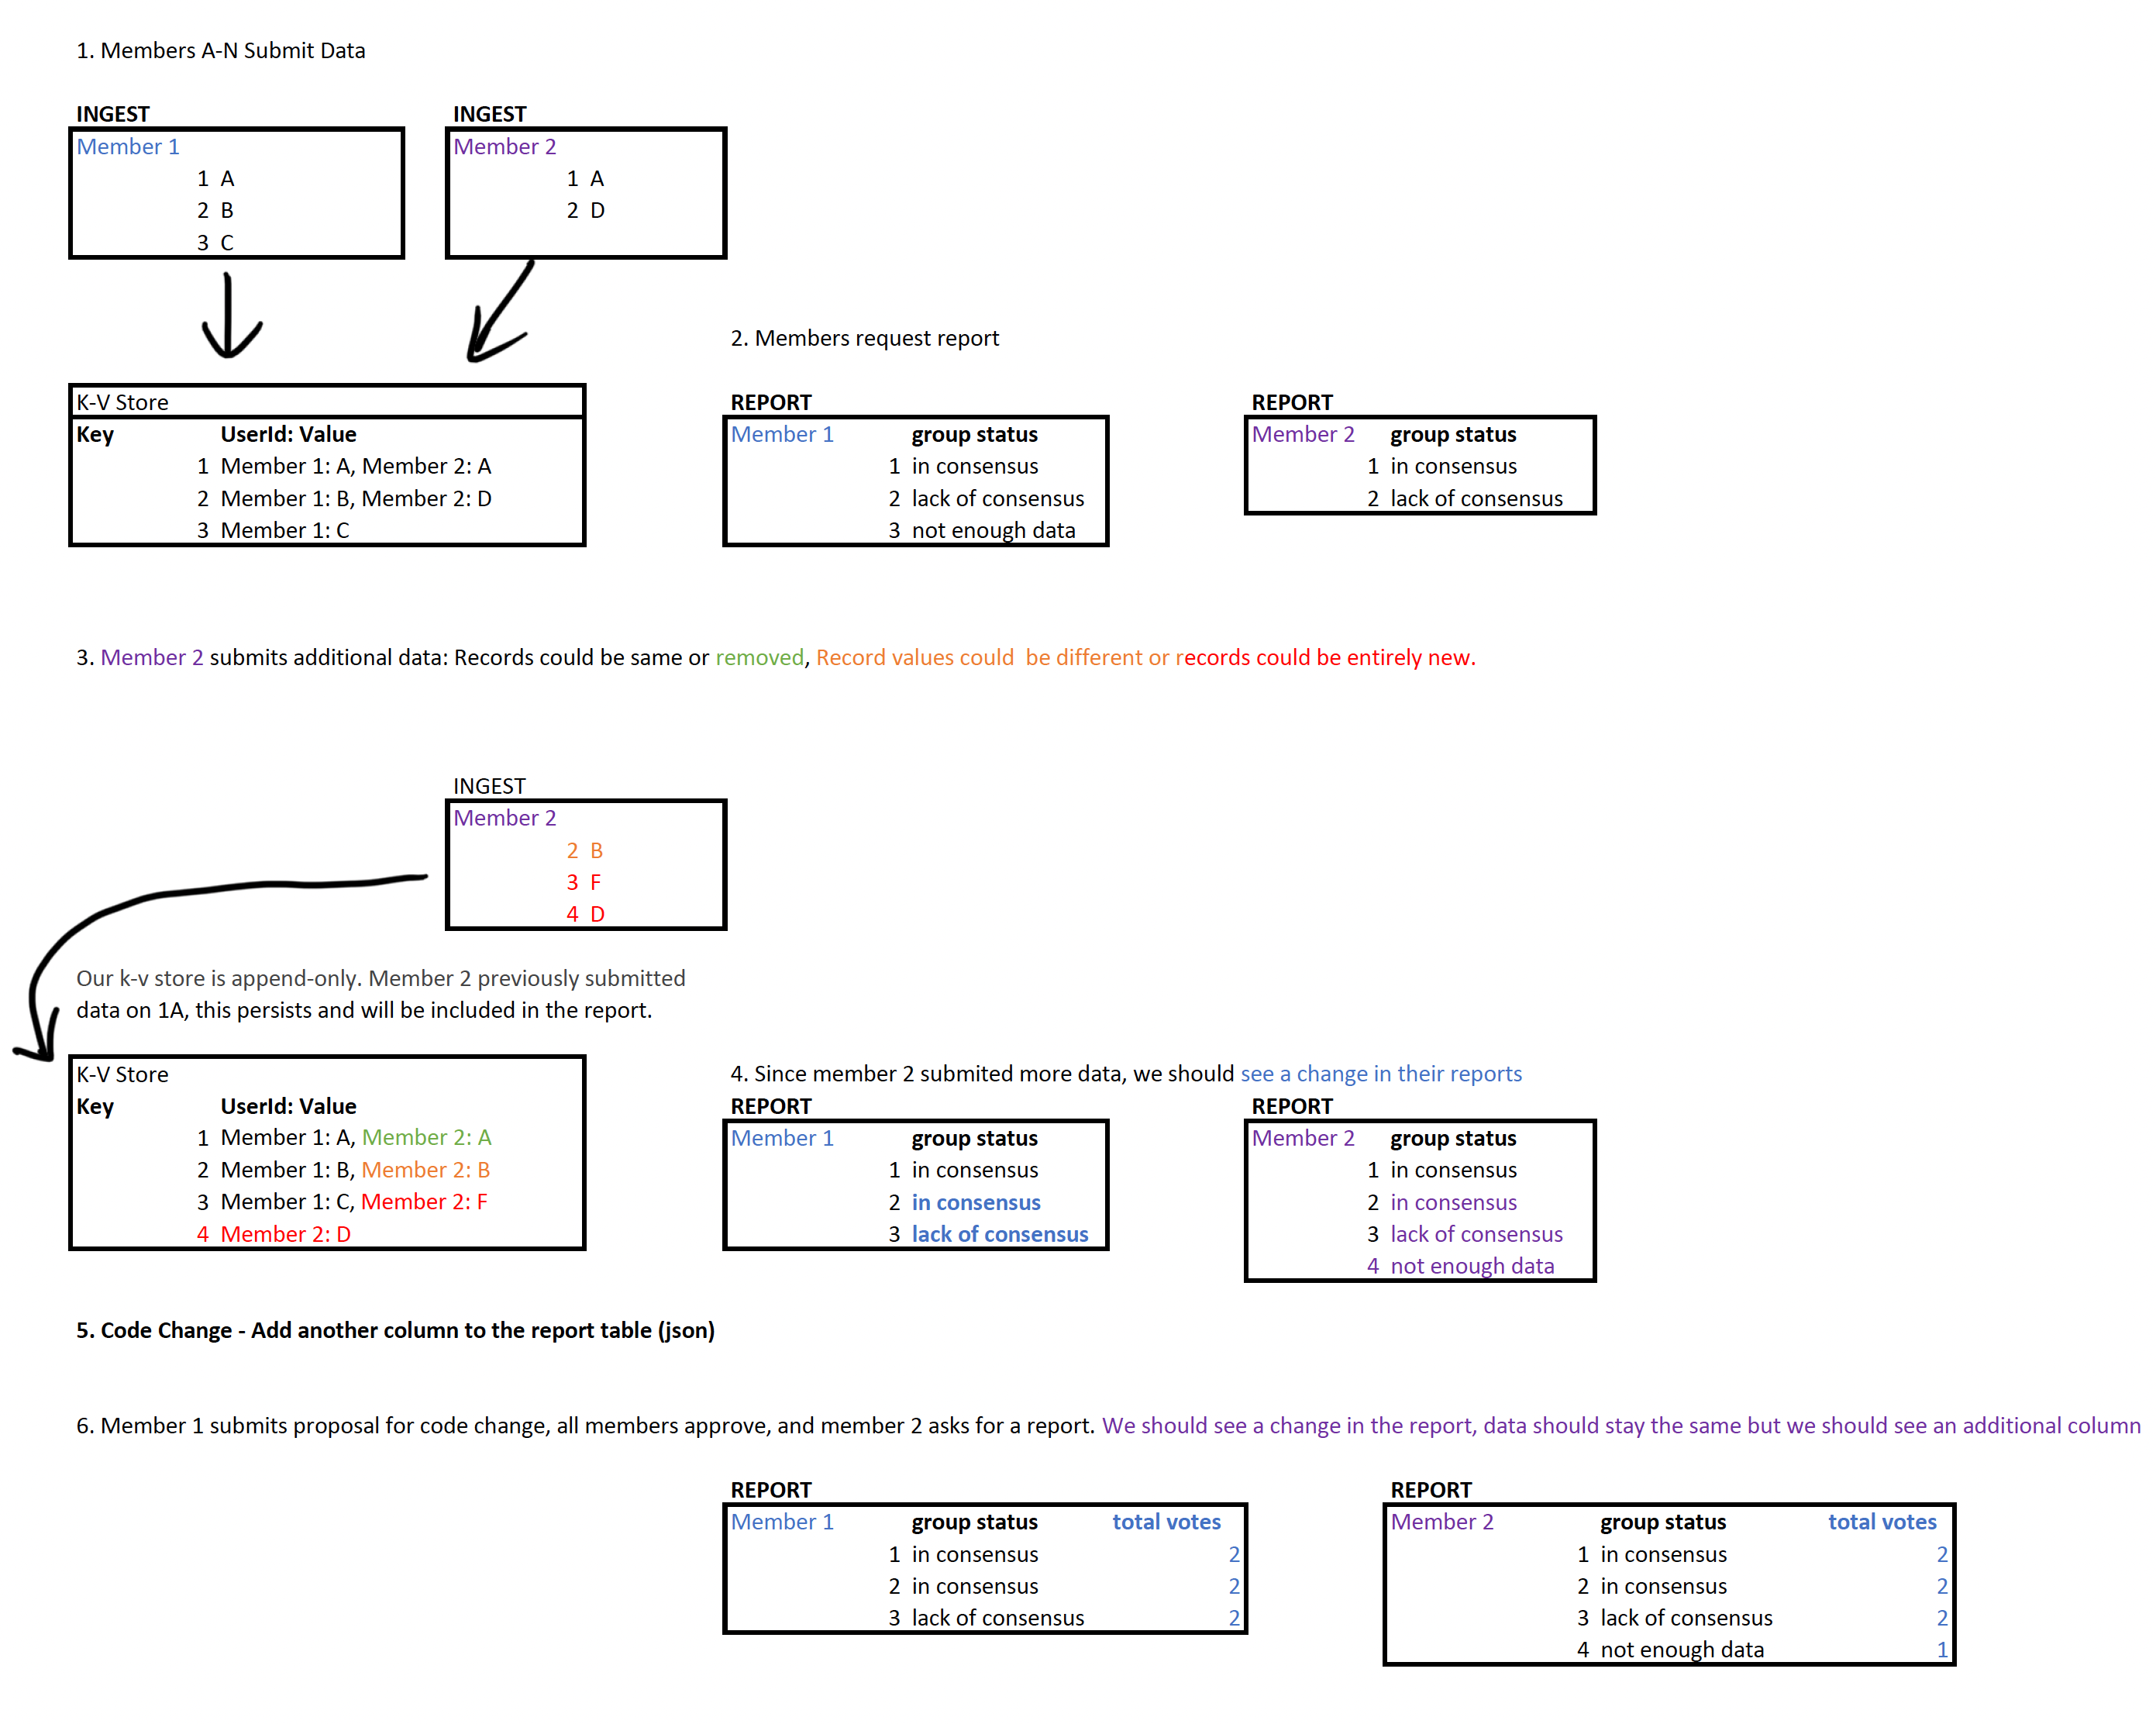 1. Members A-N Submit Data
INGEST
Member 1
1 A
2 B
3 C
INGEST
Member 2
1 A
2 D
K-V Store
Key UserId: Value
1 Member 1: A, Member 2: A
2 Member 1: B, Member 2: D
3 Member 1: C
2. Members request report
REPORT
Member 1 group status
1 in consensus
2 lack of consensus
3 not enough data
REPORT
Member 2 group status
1 in consensus
2 lack of consensus
3. Member 2 submits additional data: Records could be same or removed, Record values could  be different or records could be entirely new.
INGEST
Member 2
2 B
3 F
4 D
Our k-v store is append-only. Member 2 previously submitted
data on 1A, this persists and will be included in the report.
K-V Store
Key UserId: Value
1 Member 1: A, Member 2: A
2 Member 1: B, Member 2: B
3 Member 1: C, Member 2: F
4 Member 2: D
4. Since member 2 submited more data, we should see a change in their reports
REPORT
Member 1 group status
1 in consensus
2 in consensus
3 lack of consensus
REPORT
Member 2 group status
1 in consensus
2 in consensus
3 lack of consensus
4 not enough data
5. Code Change - Add another column to the report table (json)
6. Member 1 submits proposal for code change, all members approve, and member 2 asks for a report. We should see a change in the report, data should stay the same but we should see an additional column
REPORT
Member 1 group status total votes
1 in consensus 2
2 in consensus 2
3 lack of consensus 2
REPORT
Member 2 group status total votes
1 in consensus 2
2 in consensus 2
3 lack of consensus 2
4 not enough data 1